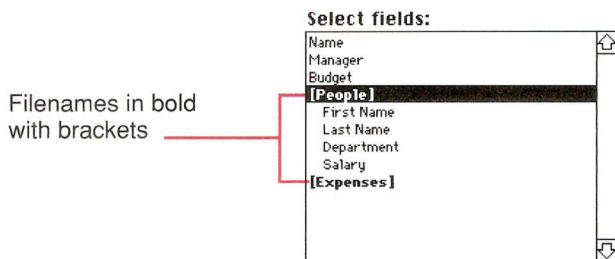 Select fields:
Name
Manager
Budget
[People]
First Name
Last Name
Department
Salary
[Expenses]
Filenames in bold
with brackets